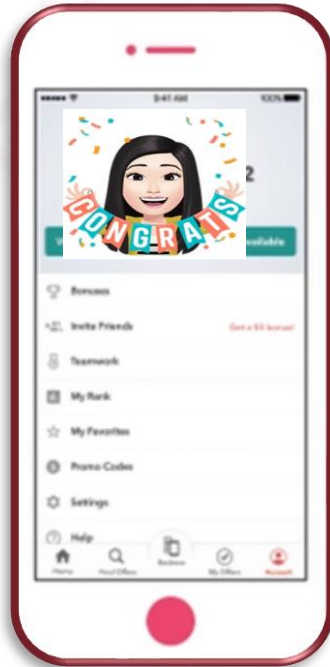 9:41 AM 100%
2
CONGRATS
available
Bonuses
Invite Friends Get a $5 bonus!
Teamwork
My Rank
My Favorites
Promo Codes
Settings
Help
Home Find Offers Redeem My Offers Account